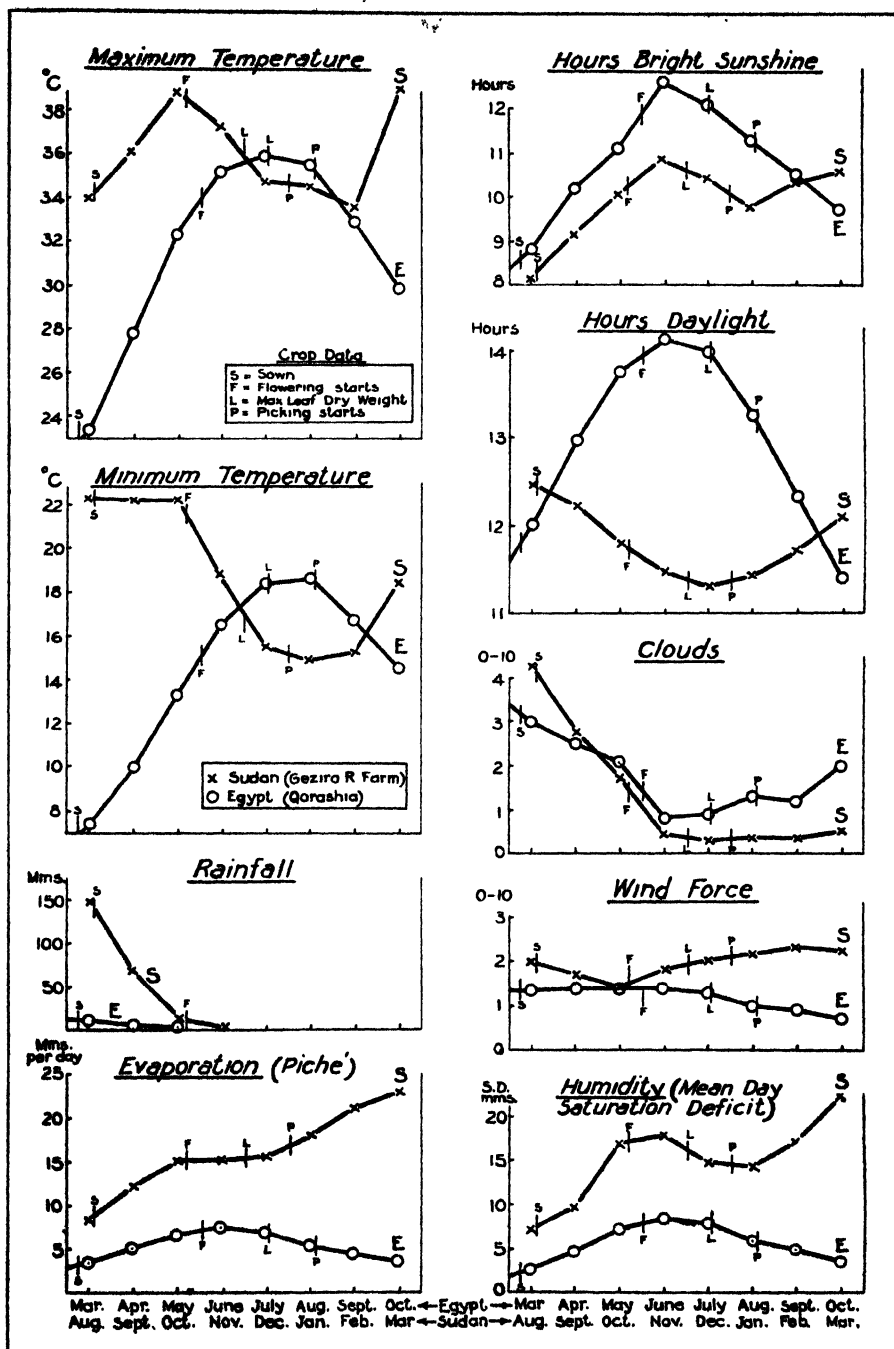 Maximum Temperature
°C
38
36
34
32
30
28
26
24
S
F
L
P
S
S
F
L
P
E
Crop Data
S = Sown
F = Flowering starts
L = Max Leaf Dry Weight
P = Picking starts
Minimum Temperature
°C
22
20
18
16
14
12
10
8
S
F
L
P
S
S
F
L
P
E
x Sudan (Gezira R Farm)
o Egypt (Qorashia)
Rainfall
Mms.
150
100
50
S
F
S
S
E
Evaporation (Piche')
Mms.
per day
25
20
15
10
5
S
F
L
P
S
S
F
L
P
E
Mar. Apr. May June July Aug. Sept. Oct. ←Egypt→
Aug. Sept. Oct. Nov. Dec. Jan. Feb. Mar ←Sudan→
Hours Bright Sunshine
Hours
12
11
10
9
8
S
F
L
P
E
S
F
L
P
S
Hours Daylight
Hours
14
13
12
11
F
L
P
E
S
F
L
P
S
Clouds
0-10
4
3
2
1
0
S
F
L
P
S
S
F
L
P
E
Wind Force
0-10
3
2
1
0
S
F
L
P
S
S
F
L
P
E
Humidity (Mean Day
Saturation Deficit)
S.D.
mms.
20
15
10
5
0
S
F
L
P
S
S
F
L
P
E
Mar Apr. May June July Aug. Sept. Oct.
Aug. Sept. Oct. Nov. Dec. Jan. Feb. Mar.